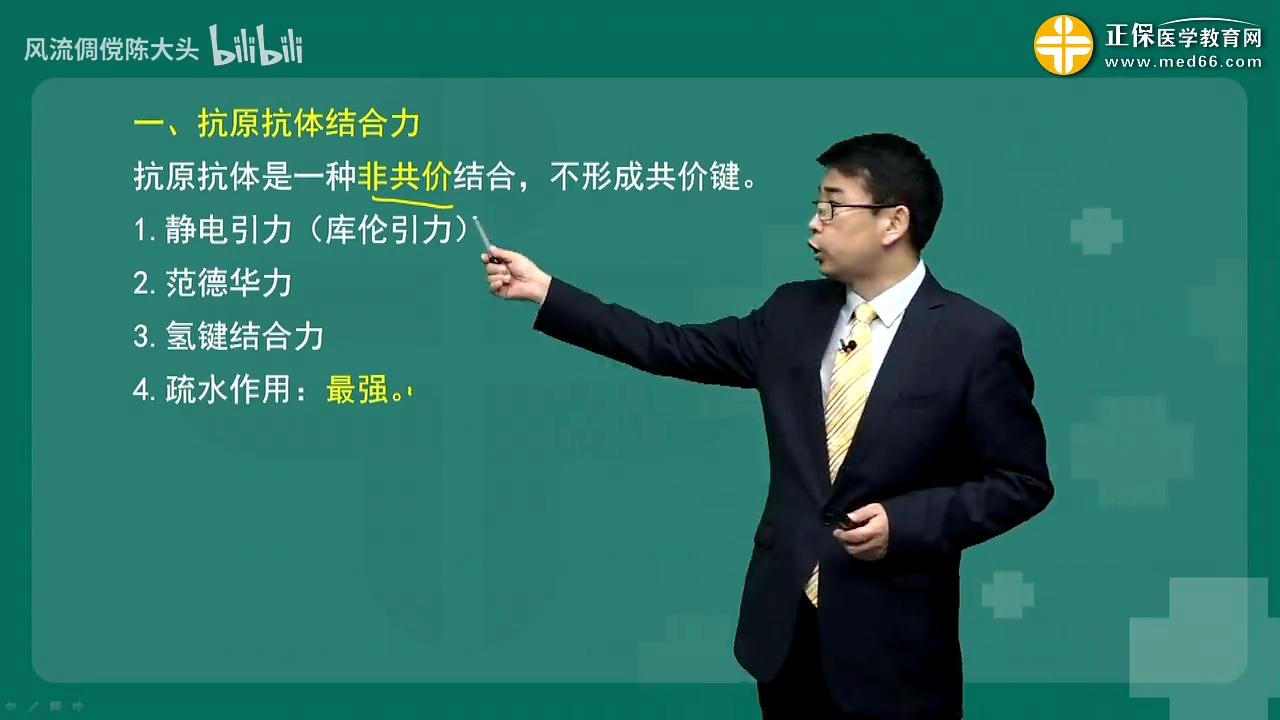 风流倜傥陈大头 bilibili
正保医学教育网
www.med66.com
一、抗原抗体结合力
抗原抗体是一种非共价结合，不形成共价键。
1.静电引力（库伦引力）
2.范德华力
3.氢键结合力
4.疏水作用：最强。